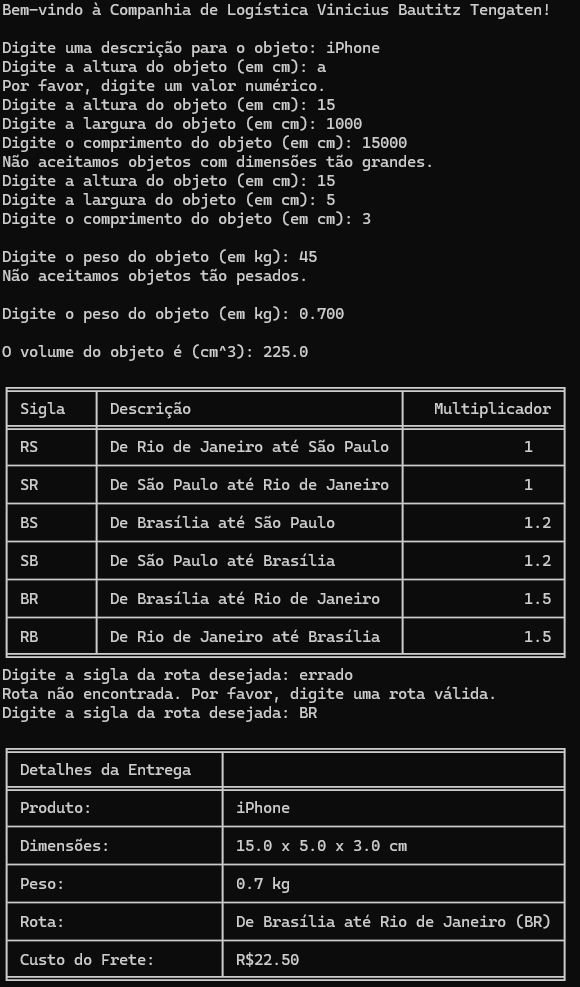 Bem-vindo à Companhia de Logística Vinicius Bautitz Tengaten!
Digite uma descrição para o objeto: iPhone
Digite a altura do objeto (em cm): a
Por favor, digite um valor numérico.
Digite a altura do objeto (em cm): 15
Digite a largura do objeto (em cm): 1000
Digite o comprimento do objeto (em cm): 15000
Não aceitamos objetos com dimensões tão grandes.
Digite a altura do objeto (em cm): 15
Digite a largura do objeto (em cm): 5
Digite o comprimento do objeto (em cm): 3
Digite o peso do objeto (em kg): 45
Não aceitamos objetos tão pesados.
Digite o peso do objeto (em kg): 0.700
O volume do objeto é (cm^3): 225.0
Sigla Descrição Multiplicador
RS De Rio de Janeiro até São Paulo 1
SR De São Paulo até Rio de Janeiro 1
BS De Brasília até São Paulo 1.2
SB De São Paulo até Brasília 1.2
BR De Brasília até Rio de Janeiro 1.5
RB De Rio de Janeiro até Brasília 1.5
Digite a sigla da rota desejada: errado
Rota não encontrada. Por favor, digite uma rota válida.
Digite a sigla da rota desejada: BR
Detalhes da Entrega
Produto: iPhone
Dimensões: 15.0 x 5.0 x 3.0 cm
Peso: 0.7 kg
Rota: De Brasília até Rio de Janeiro (BR)
Custo do Frete: R$22.50